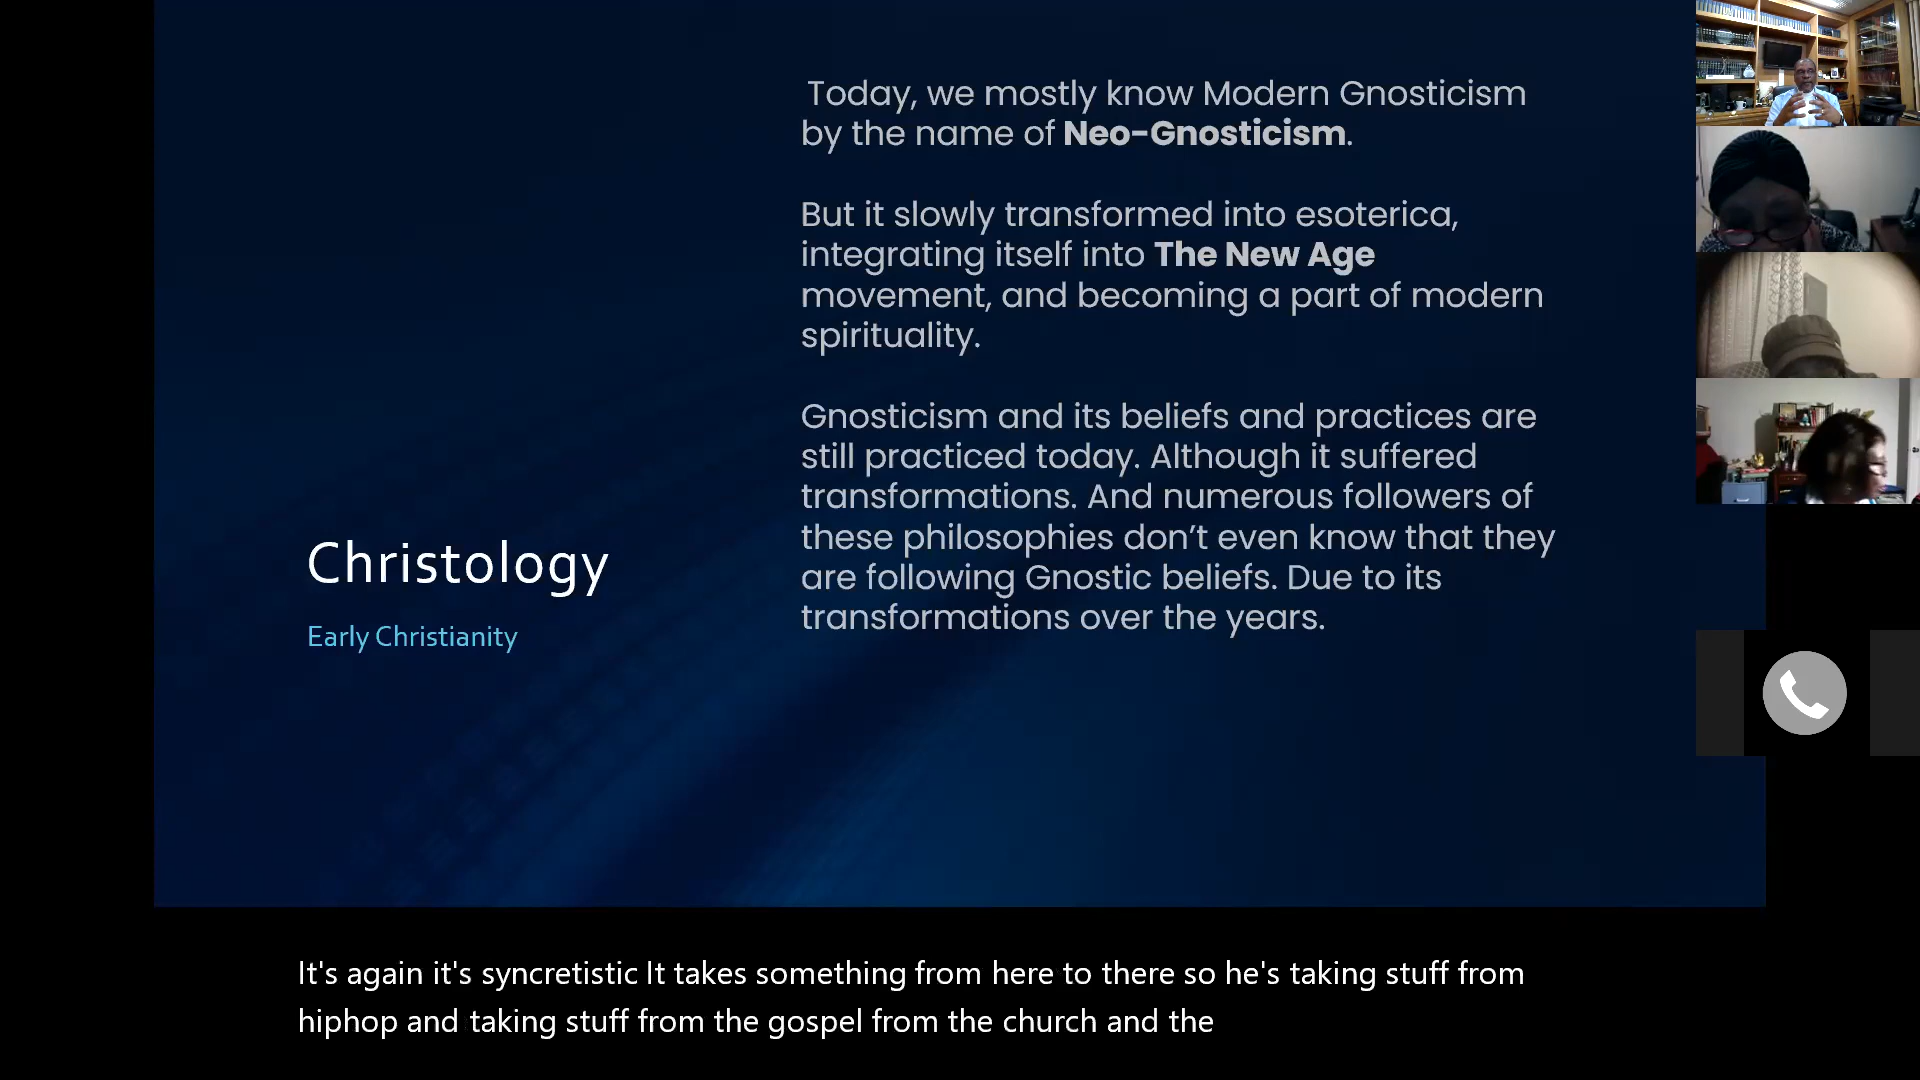 Today, we mostly know Modern Gnosticism
by the name of Neo-Gnosticism.
But it slowly transformed into esoterica,
integrating itself into The New Age
movement, and becoming a part of modern
spirituality.
Gnosticism and its beliefs and practices are
still practiced today. Although it suffered
transformations. And numerous followers of
these philosophies don’t even know that they
are following Gnostic beliefs. Due to its
transformations over the years.
Christology
Early Christianity
It's again it's syncretistic It takes something from here to there so he's taking stuff from
hiphop and taking stuff from the gospel from the church and the